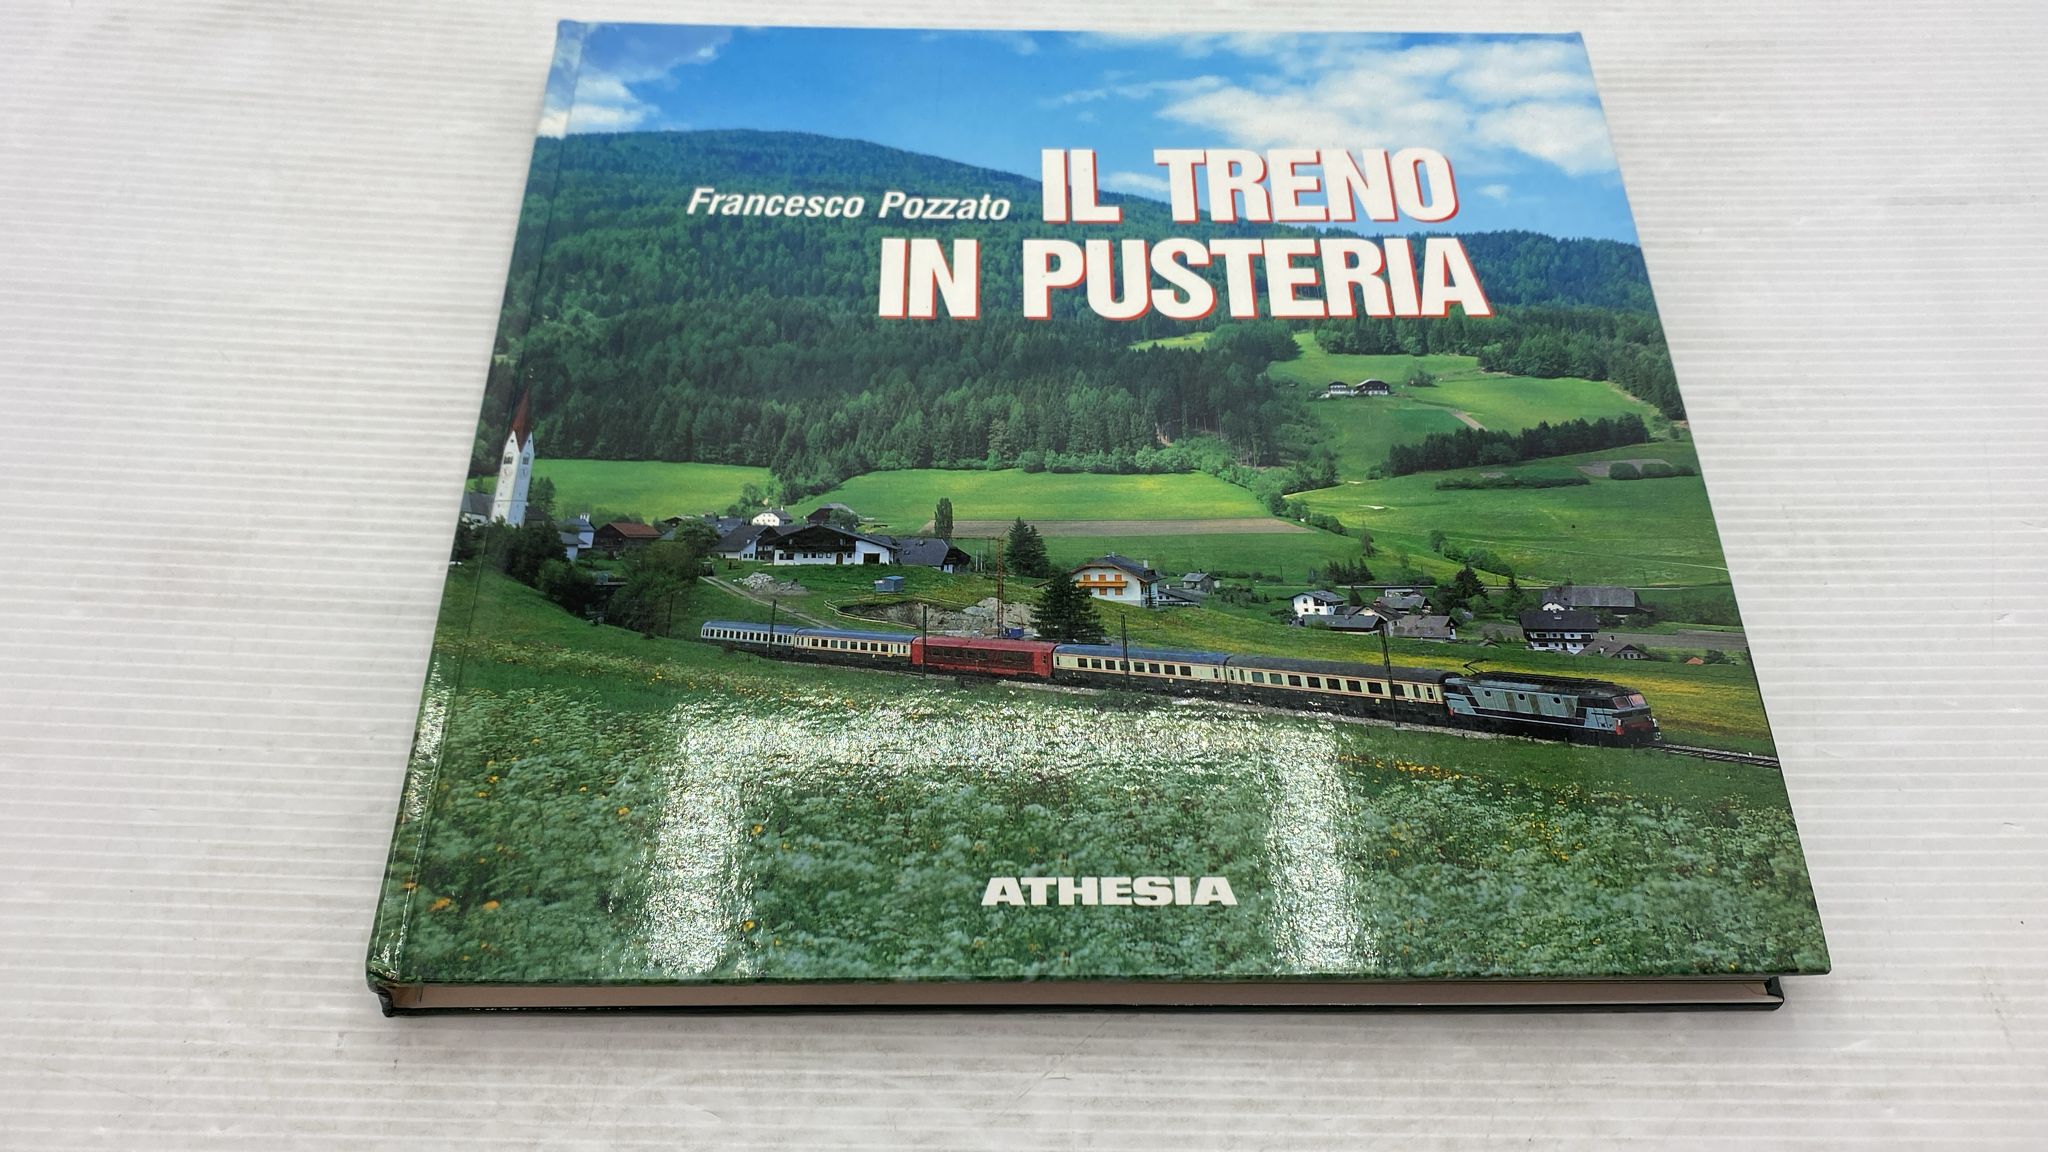 Francesco Pozzato IL TRENO
IN PUSTERIA
ATHESIA